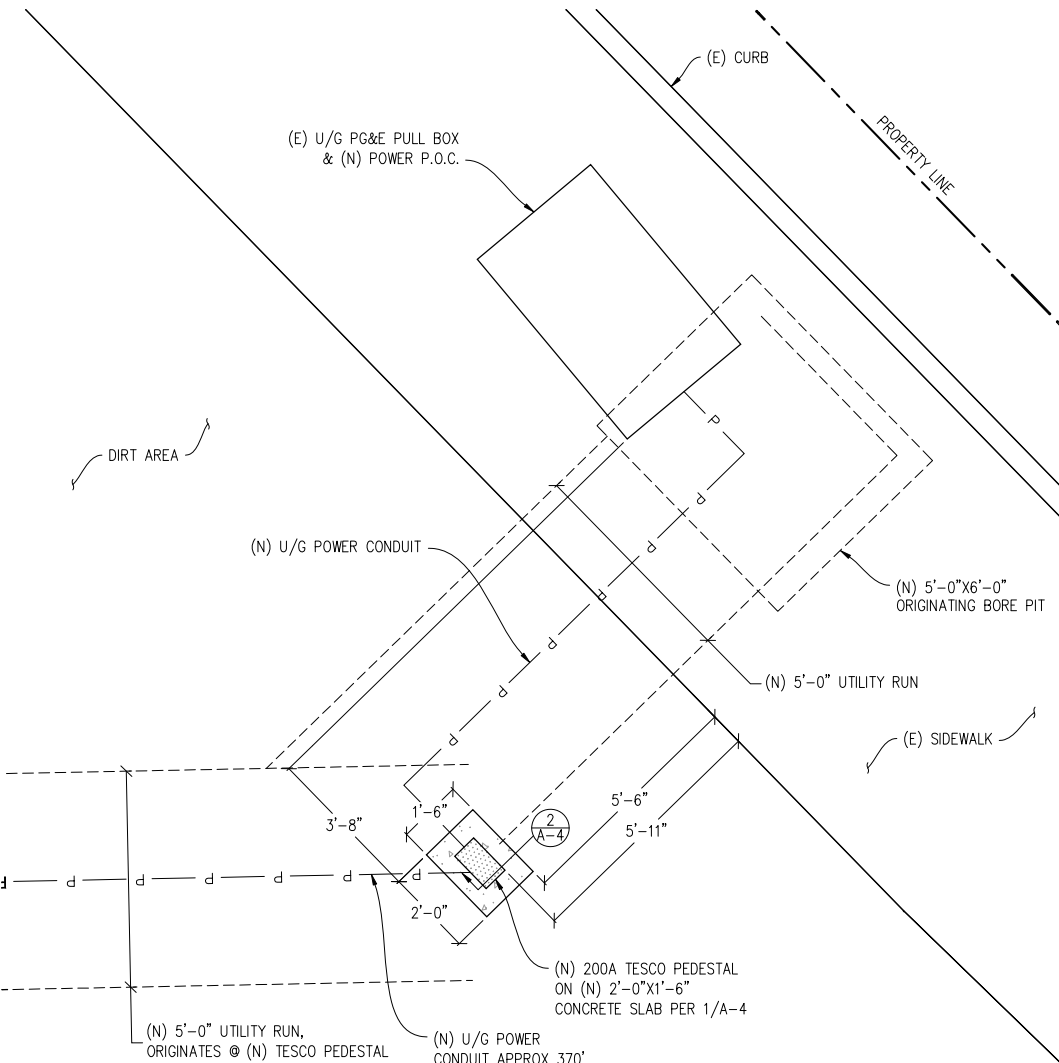 (E) CURB
PROPERTY LINE
(E) U/G PG&E PULL BOX
& (N) POWER P.O.C.
DIRT AREA
(N) U/G POWER CONDUIT
P
P
P
P
P
P
P
P
(N) 5'-0"X6'-0"
ORIGINATING BORE PIT
(N) 5'-0" UTILITY RUN
(E) SIDEWALK
5'-6"
5'-11"
1'-6"
3'-8"
2
A-4
P P P P P P
2'-0"
(N) 200A TESCO PEDESTAL
ON (N) 2'-0"X1'-6"
CONCRETE SLAB PER 1/A-4
(N) 5'-0" UTILITY RUN,
ORIGINATES @ (N) TESCO PEDESTAL
(N) U/G POWER
CONDUIT APPROX 370'